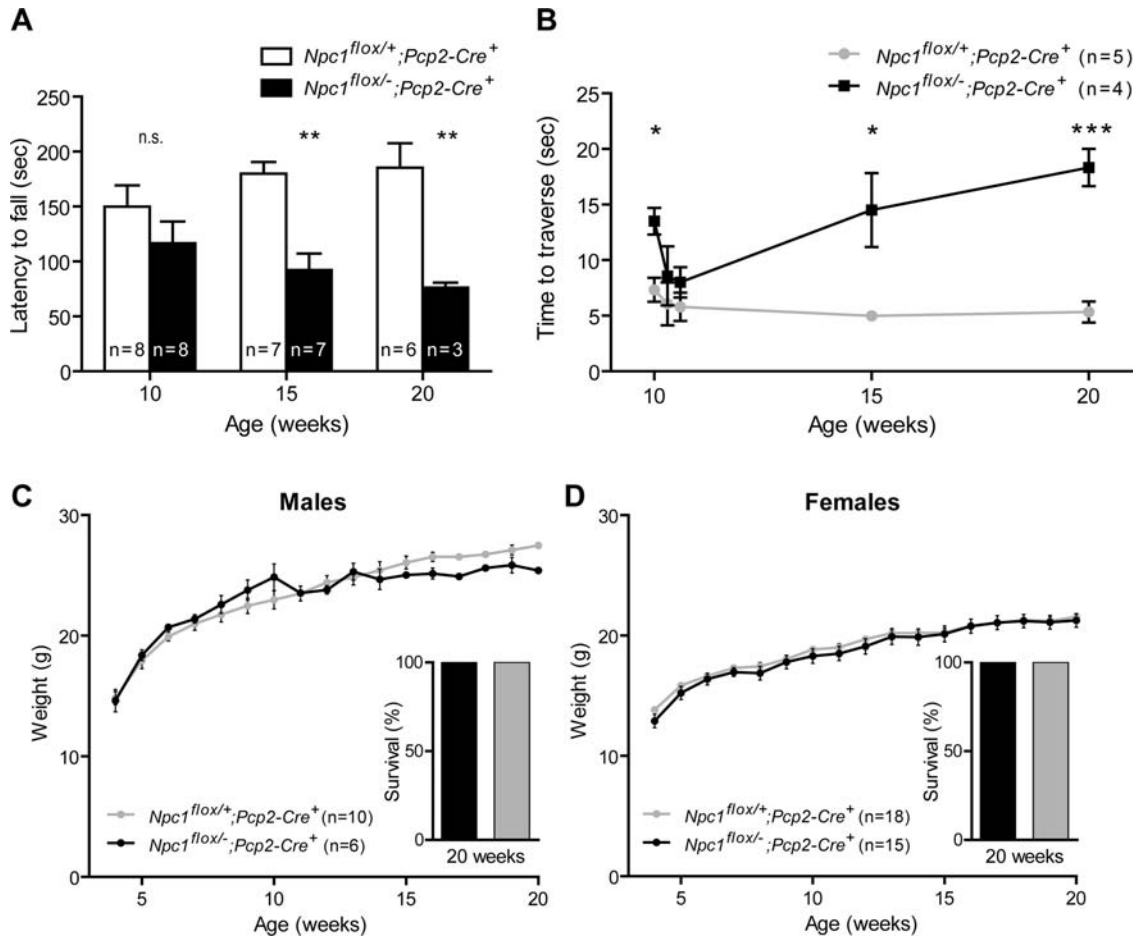 A
Npc1flox/+;Pcp2-Cre+
Npc1flox/-;Pcp2-Cre+
250
200
150
100
50
0
Latency to fall (sec)
n.s.
**
**
n=8
n=8
n=7
n=7
n=6
n=3
10
15
20
Age (weeks)
B
Npc1flox/+;Pcp2-Cre+ (n=5)
Npc1flox/-;Pcp2-Cre+ (n=4)
25
20
15
10
5
0
Time to traverse (sec)
*
*
***
10
15
20
Age (weeks)
C
Males
30
20
10
0
Weight (g)
Npc1flox/+;Pcp2-Cre+ (n=10)
Npc1flox/-;Pcp2-Cre+ (n=6)
100
50
0
Survival (%)
20 weeks
5
10
15
20
Age (weeks)
D
Females
30
20
10
0
Weight (g)
Npc1flox/+;Pcp2-Cre+ (n=18)
Npc1flox/-;Pcp2-Cre+ (n=15)
100
50
0
Survival (%)
20 weeks
5
10
15
20
Age (weeks)